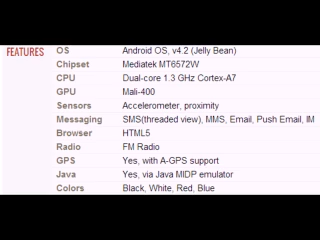 FEATURES
OS Android OS, v4.2 (Jelly Bean)
Chipset Mediatek MT6572W
CPU Dual-core 1.3 GHz Cortex-A7
GPU Mali-400
Sensors Accelerometer, proximity
Messaging SMS(threaded view), MMS, Email, Push Email, IM
Browser HTML5
Radio FM Radio
GPS Yes, with A-GPS support
Java Yes, via Java MIDP emulator
Colors Black, White, Red, Blue